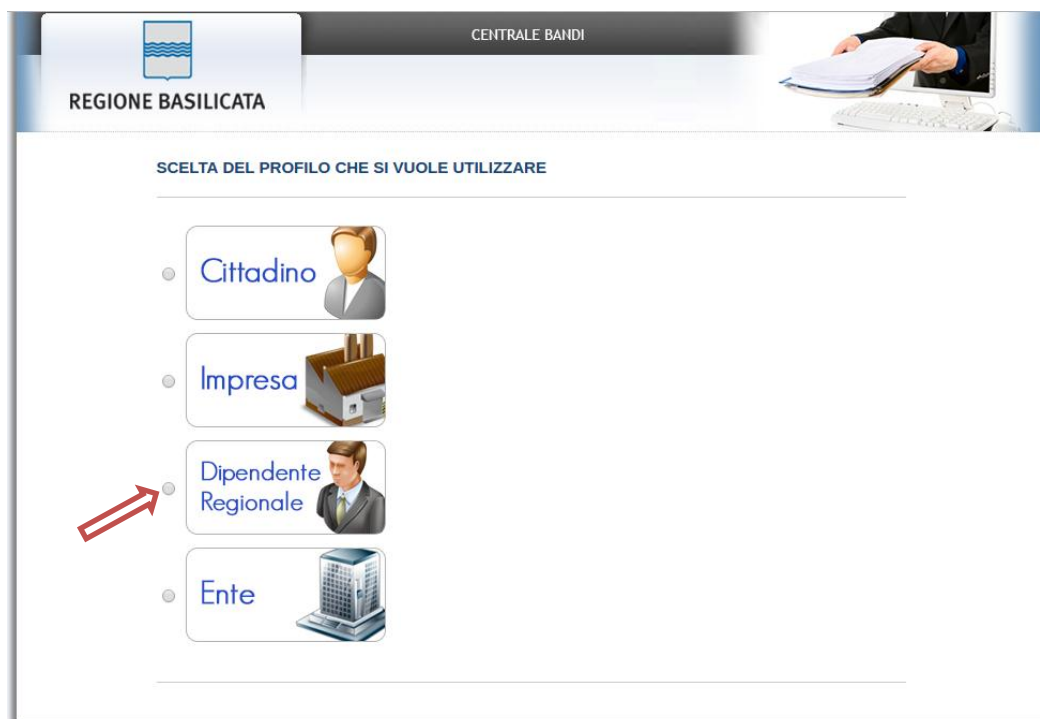 CENTRALE BANDI
REGIONE BASILICATA
SCELTA DEL PROFILO CHE SI VUOLE UTILIZZARE
Cittadino
Impresa
Dipendente
Regionale
Ente